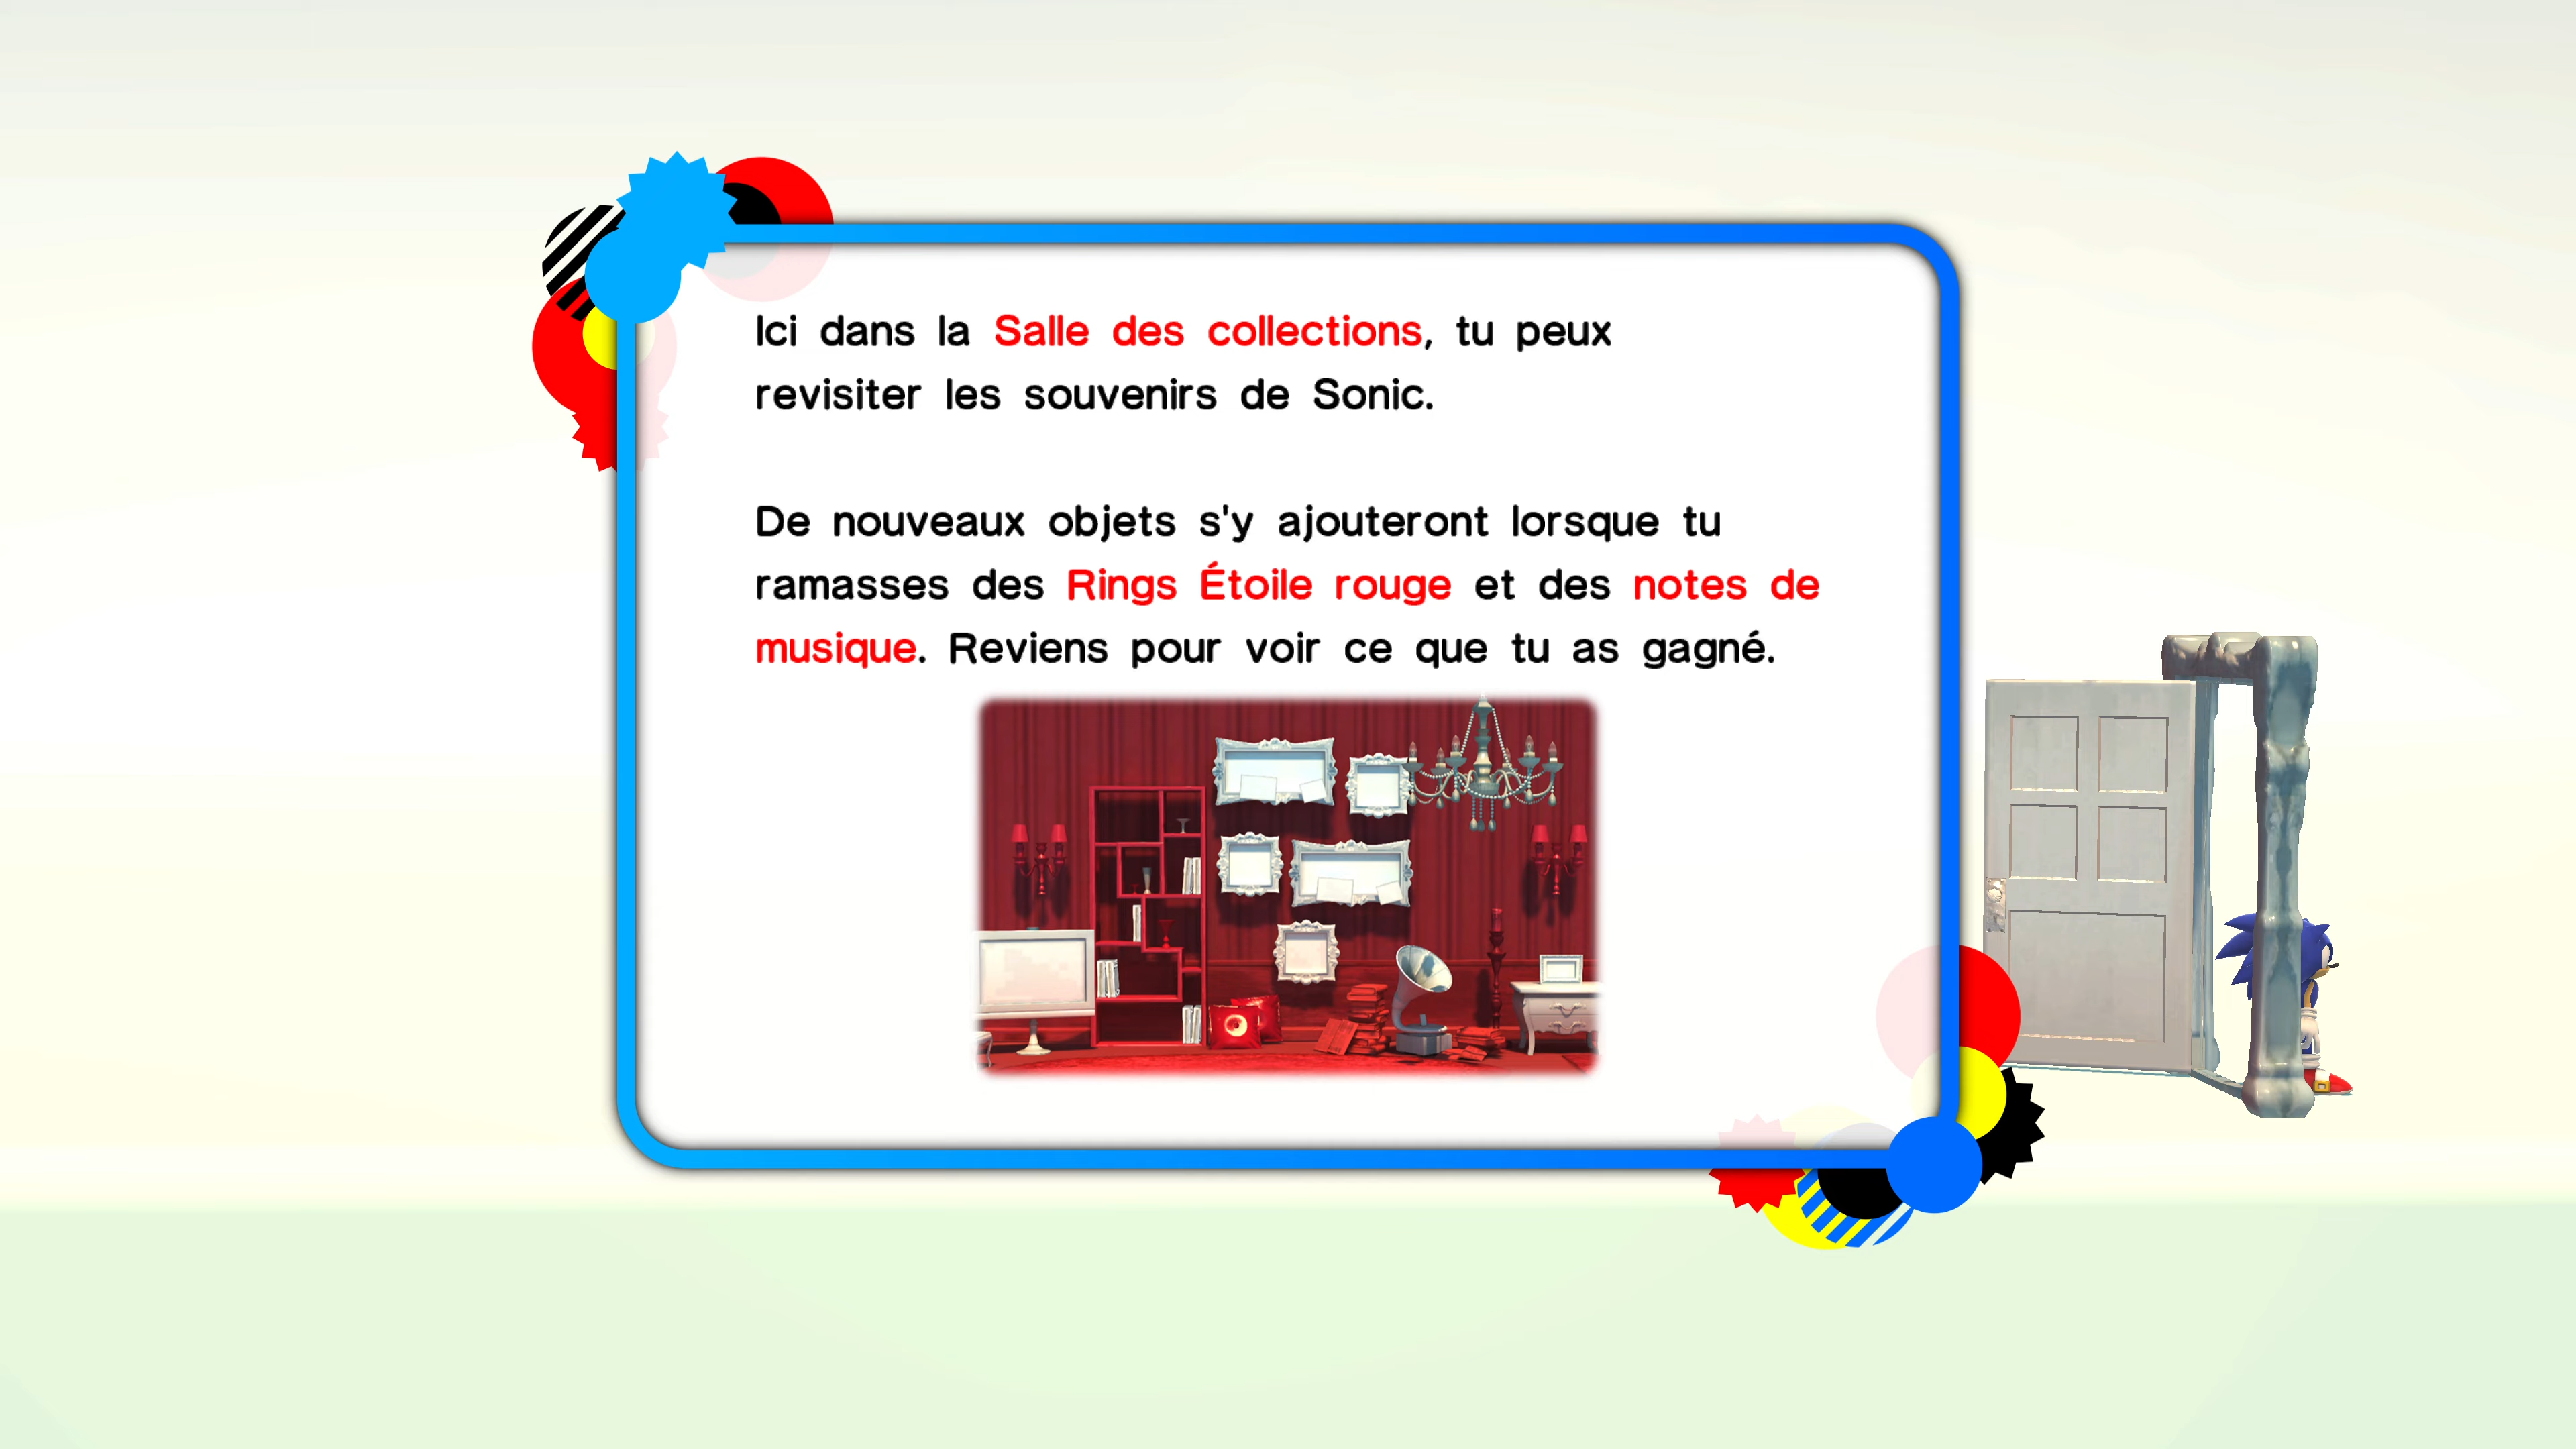 Ici dans la Salle des collections, tu peux
revisiter les souvenirs de Sonic.
De nouveaux objets s'y ajouteront lorsque tu
ramasses des Rings Étoile rouge et des notes de
musique. Reviens pour voir ce que tu as gagné.